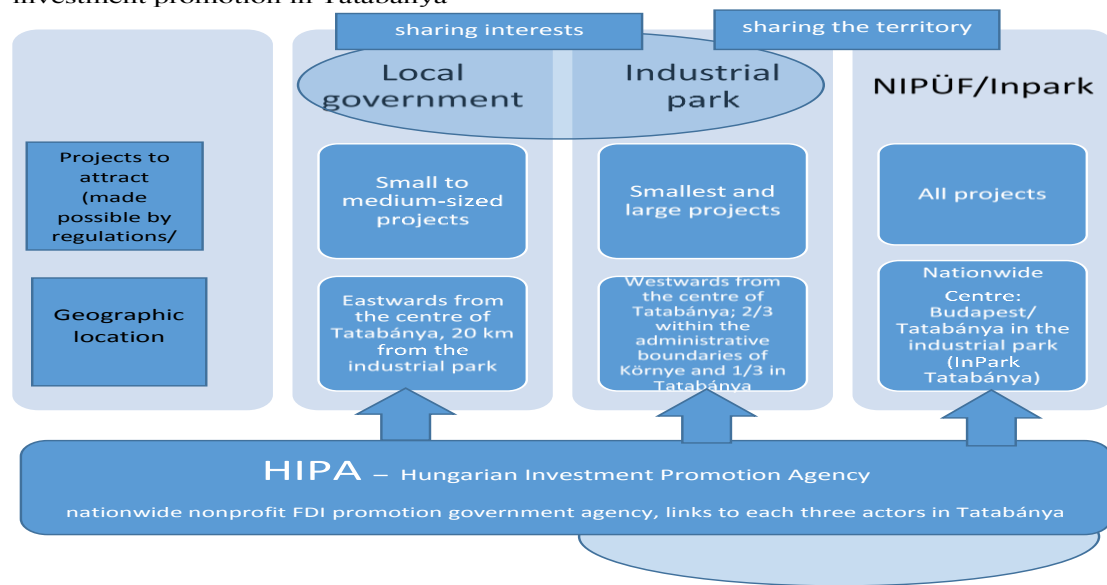 investment promotion in Tatabánya
sharing interests
sharing the territory
Local
government
Industrial
park
NIPÜF/Inpark
Projects to
attract
(made
possible by
regulations/
Small to
medium-sized
projects
Smallest and
large projects
All projects
Geographic
location
Eastwards from
the centre of
Tatabánya, 20 km
from the
industrial park
Westwards from
the centre of
Tatabánya; 2/3
within the
administrative
boundaries of
Környe and 1/3 in
Tatabánya
Nationwide
Centre:
Budapest/
Tatabánya in the
industrial park
(InPark
Tatabánya)
HIPA – Hungarian Investment Promotion Agency
nationwide nonprofit FDI promotion government agency, links to each three actors in Tatabánya